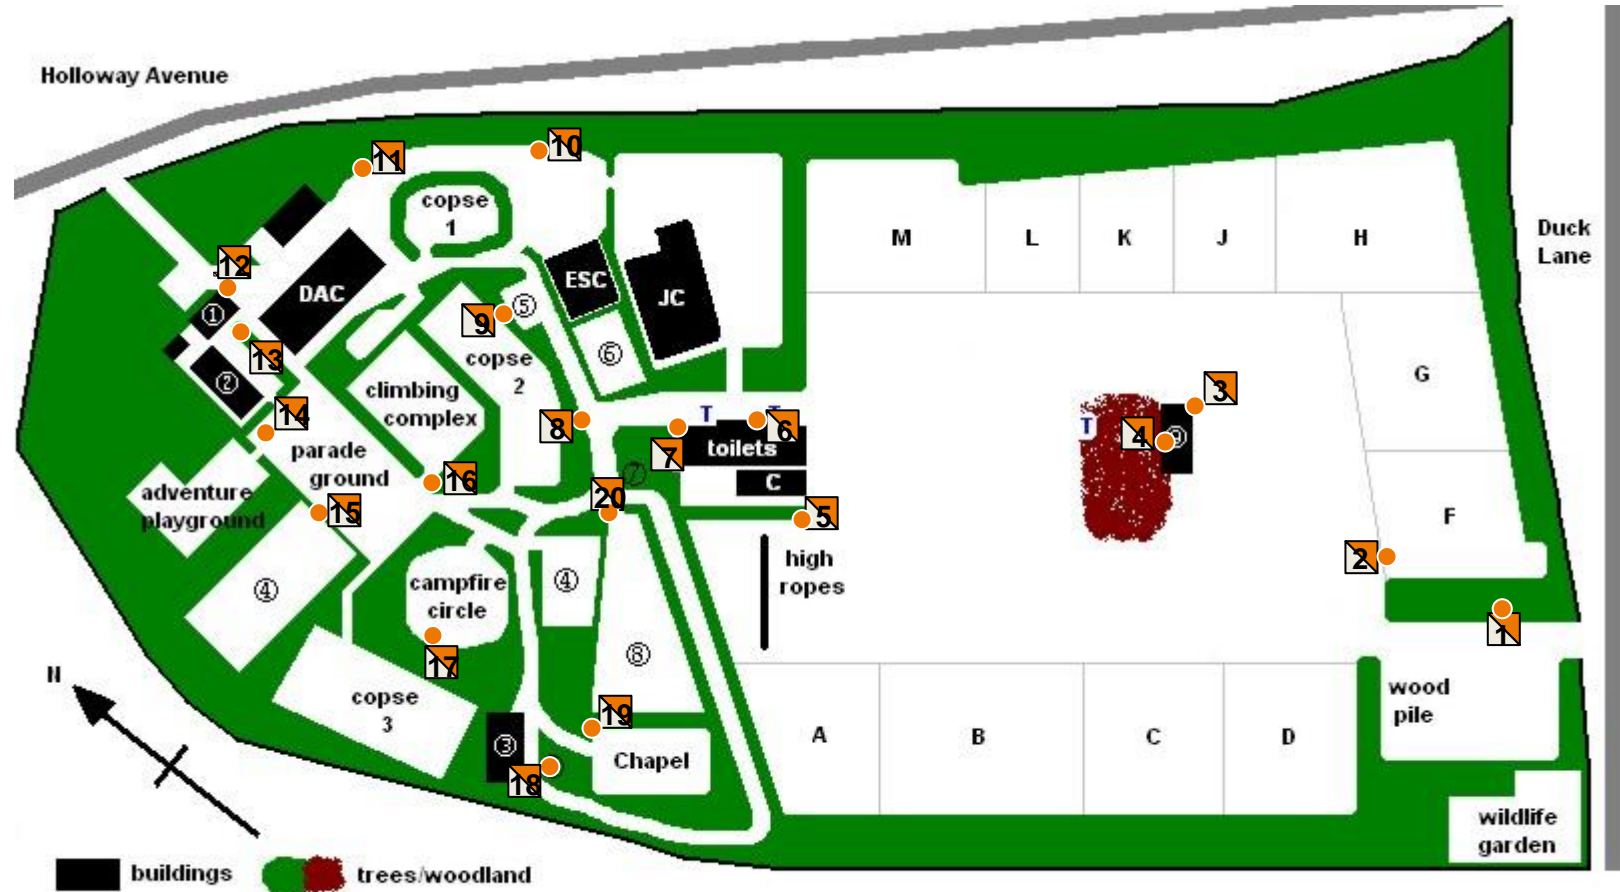 Holloway Avenue
11
10
copse
1
12
Duck
Lane
M
L
K
J
H
ESC
DAC
JC
①
⑤
9
⑥
13
copse
2
②
climbing
complex
G
3
14
8
T
T
6
T
4
⑨
7
toilets
parade
ground
16
⑦
C
adventure
playground
15
20
5
F
2
high
ropes
④
campfire
circle
④
1
17
⑧
N
copse
3
wood
pile
19
A
B
C
D
③
Chapel
18
wildlife
garden
buildings
trees/woodland